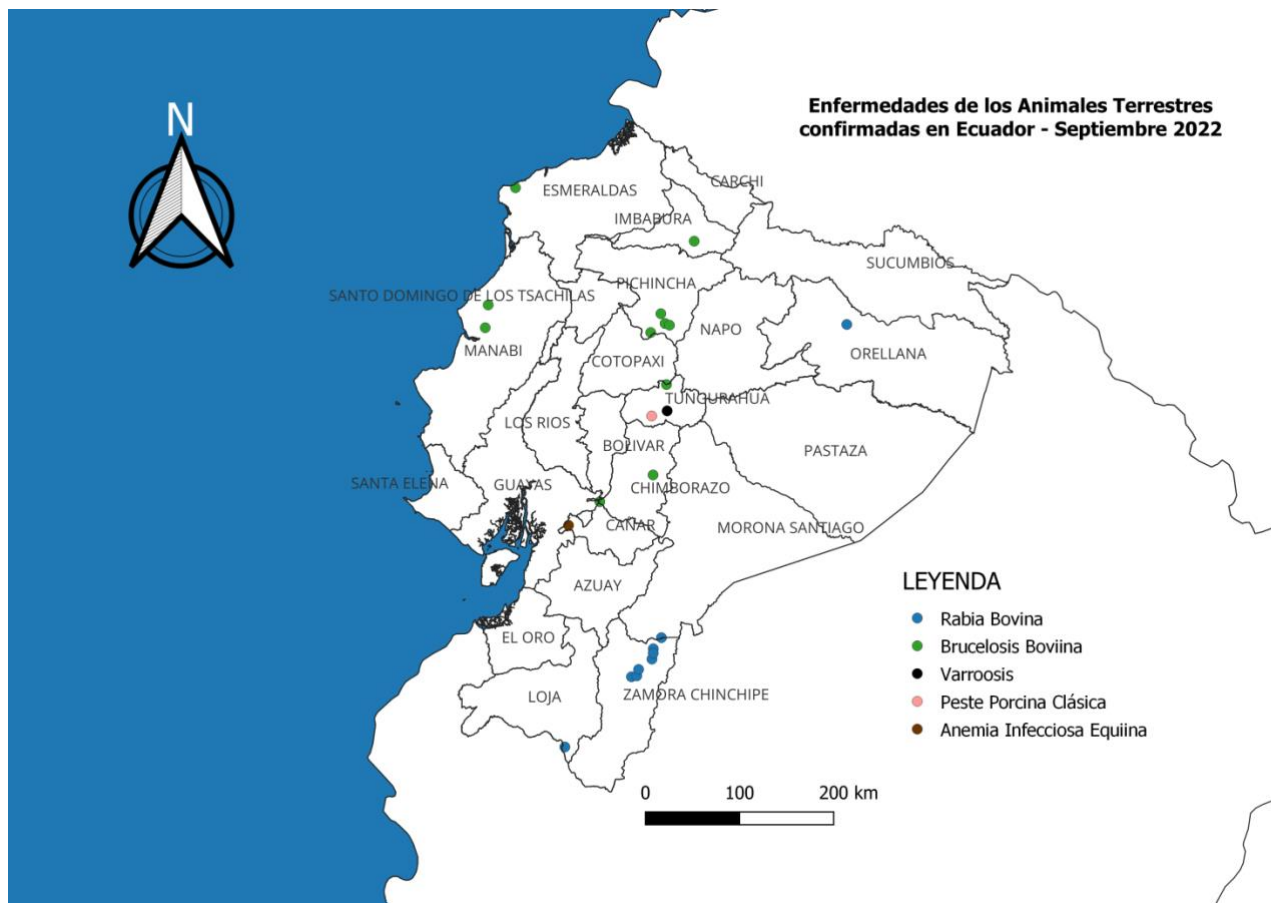 N
Enfermedades de los Animales Terrestres
confirmadas en Ecuador - Septiembre 2022
CARCHI
ESMERALDAS
IMBABURA
SUCUMBIOS
PICHINCHA
SANTO DOMINGO DE LOS TSACHILAS
NAPO
ORELLANA
MANABI
COTOPAXI
TUNGURAHUA
LOS RIOS
BOLIVAR
PASTAZA
SANTA ELENA
GUAYAS
CHIMBORAZO
CAÑAR
MORONA SANTIAGO
AZUAY
EL ORO
LOJA
ZAMORA CHINCHIPE
LEYENDA
Rabia Bovina
Brucelosis Boviina
Varroosis
Peste Porcina Clásica
Anemia Infecciosa Equiina
0 100 200 km